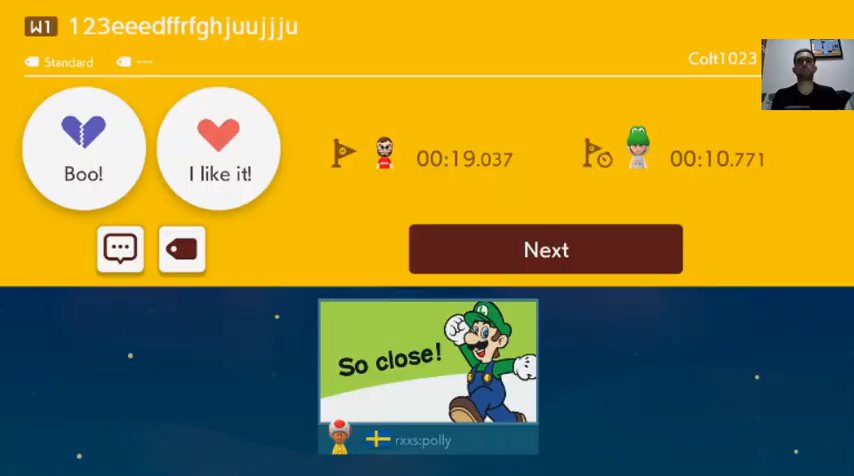 W1 123eeedffrfghjuujjju
Standard ---
Colt1023
Boo!
I like it!
00:19.037
00:10.771
Next
So close!
rxxs:polly